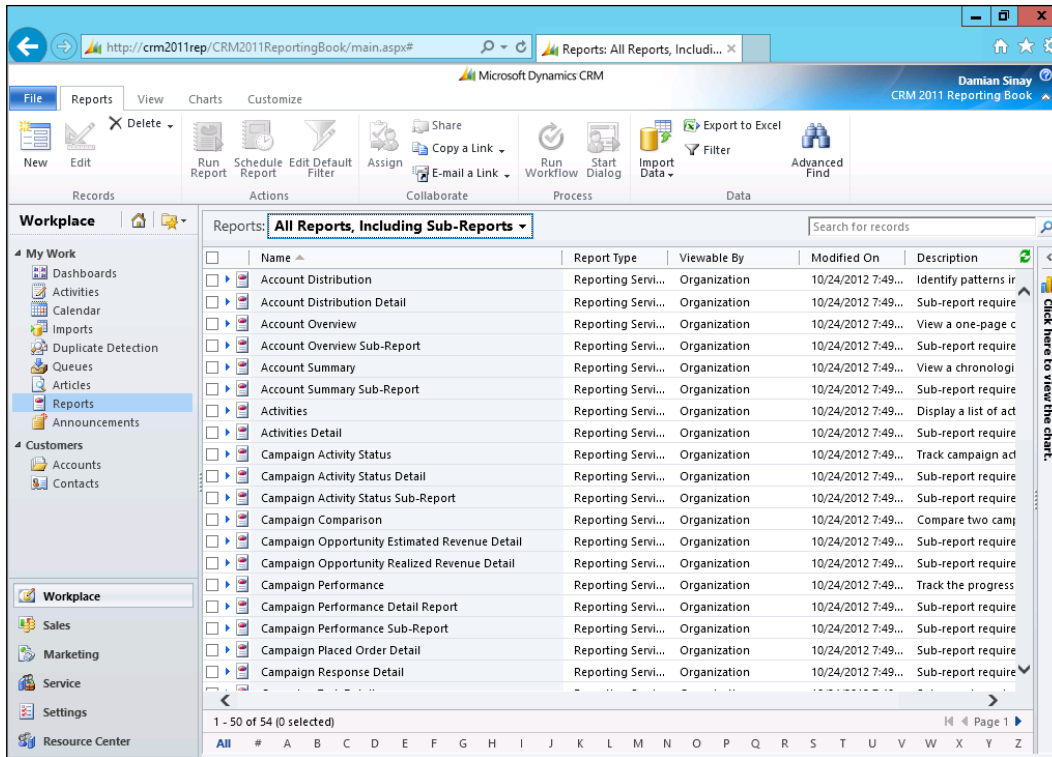 http://crm2011rep/CRM2011ReportingBook/main.aspx#
Reports: All Reports, Includi...
Microsoft Dynamics CRM
Damian Sinay
CRM 2011 Reporting Book
File Reports View Charts Customize
New
Edit
Delete
Records
Run Report
Schedule Report
Edit Default Filter
Actions
Assign
Share
Copy a Link
E-mail a Link
Collaborate
Run Workflow
Start Dialog
Process
Import Data
Export to Excel
Filter
Advanced Find
Data
Workplace
My Work
Dashboards
Activities
Calendar
Imports
Duplicate Detection
Queues
Articles
Reports
Announcements
Customers
Accounts
Contacts
Workplace
Sales
Marketing
Service
Settings
Resource Center
Reports: All Reports, Including Sub-Reports
Search for records
Name Report Type Viewable By Modified On Description
Account Distribution Reporting Servi... Organization 10/24/2012 7:49... Identify patterns in
Account Distribution Detail Reporting Servi... Organization 10/24/2012 7:49... Sub-report require
Account Overview Reporting Servi... Organization 10/24/2012 7:49... View a one-page c
Account Overview Sub-Report Reporting Servi... Organization 10/24/2012 7:49... Sub-report require
Account Summary Reporting Servi... Organization 10/24/2012 7:49... View a chronologi
Account Summary Sub-Report Reporting Servi... Organization 10/24/2012 7:49... Sub-report require
Activities Reporting Servi... Organization 10/24/2012 7:49... Display a list of act
Activities Detail Reporting Servi... Organization 10/24/2012 7:49... Sub-report require
Campaign Activity Status Reporting Servi... Organization 10/24/2012 7:49... Track campaign act
Campaign Activity Status Detail Reporting Servi... Organization 10/24/2012 7:49... Sub-report require
Campaign Activity Status Sub-Report Reporting Servi... Organization 10/24/2012 7:49... Sub-report require
Campaign Comparison Reporting Servi... Organization 10/24/2012 7:49... Compare two camp
Campaign Opportunity Estimated Revenue Detail Reporting Servi... Organization 10/24/2012 7:49... Sub-report require
Campaign Opportunity Realized Revenue Detail Reporting Servi... Organization 10/24/2012 7:49... Sub-report require
Campaign Performance Reporting Servi... Organization 10/24/2012 7:49... Track the progress
Campaign Performance Detail Report Reporting Servi... Organization 10/24/2012 7:49... Sub-report require
Campaign Performance Sub-Report Reporting Servi... Organization 10/24/2012 7:49... Sub-report require
Campaign Placed Order Detail Reporting Servi... Organization 10/24/2012 7:49... Sub-report require
Campaign Response Detail Reporting Servi... Organization 10/24/2012 7:49... Sub-report require
Click here to view the chart.
1 - 50 of 54 (0 selected)
Page 1
All # A B C D E F G H I J K L M N O P Q R S T U V W X Y Z